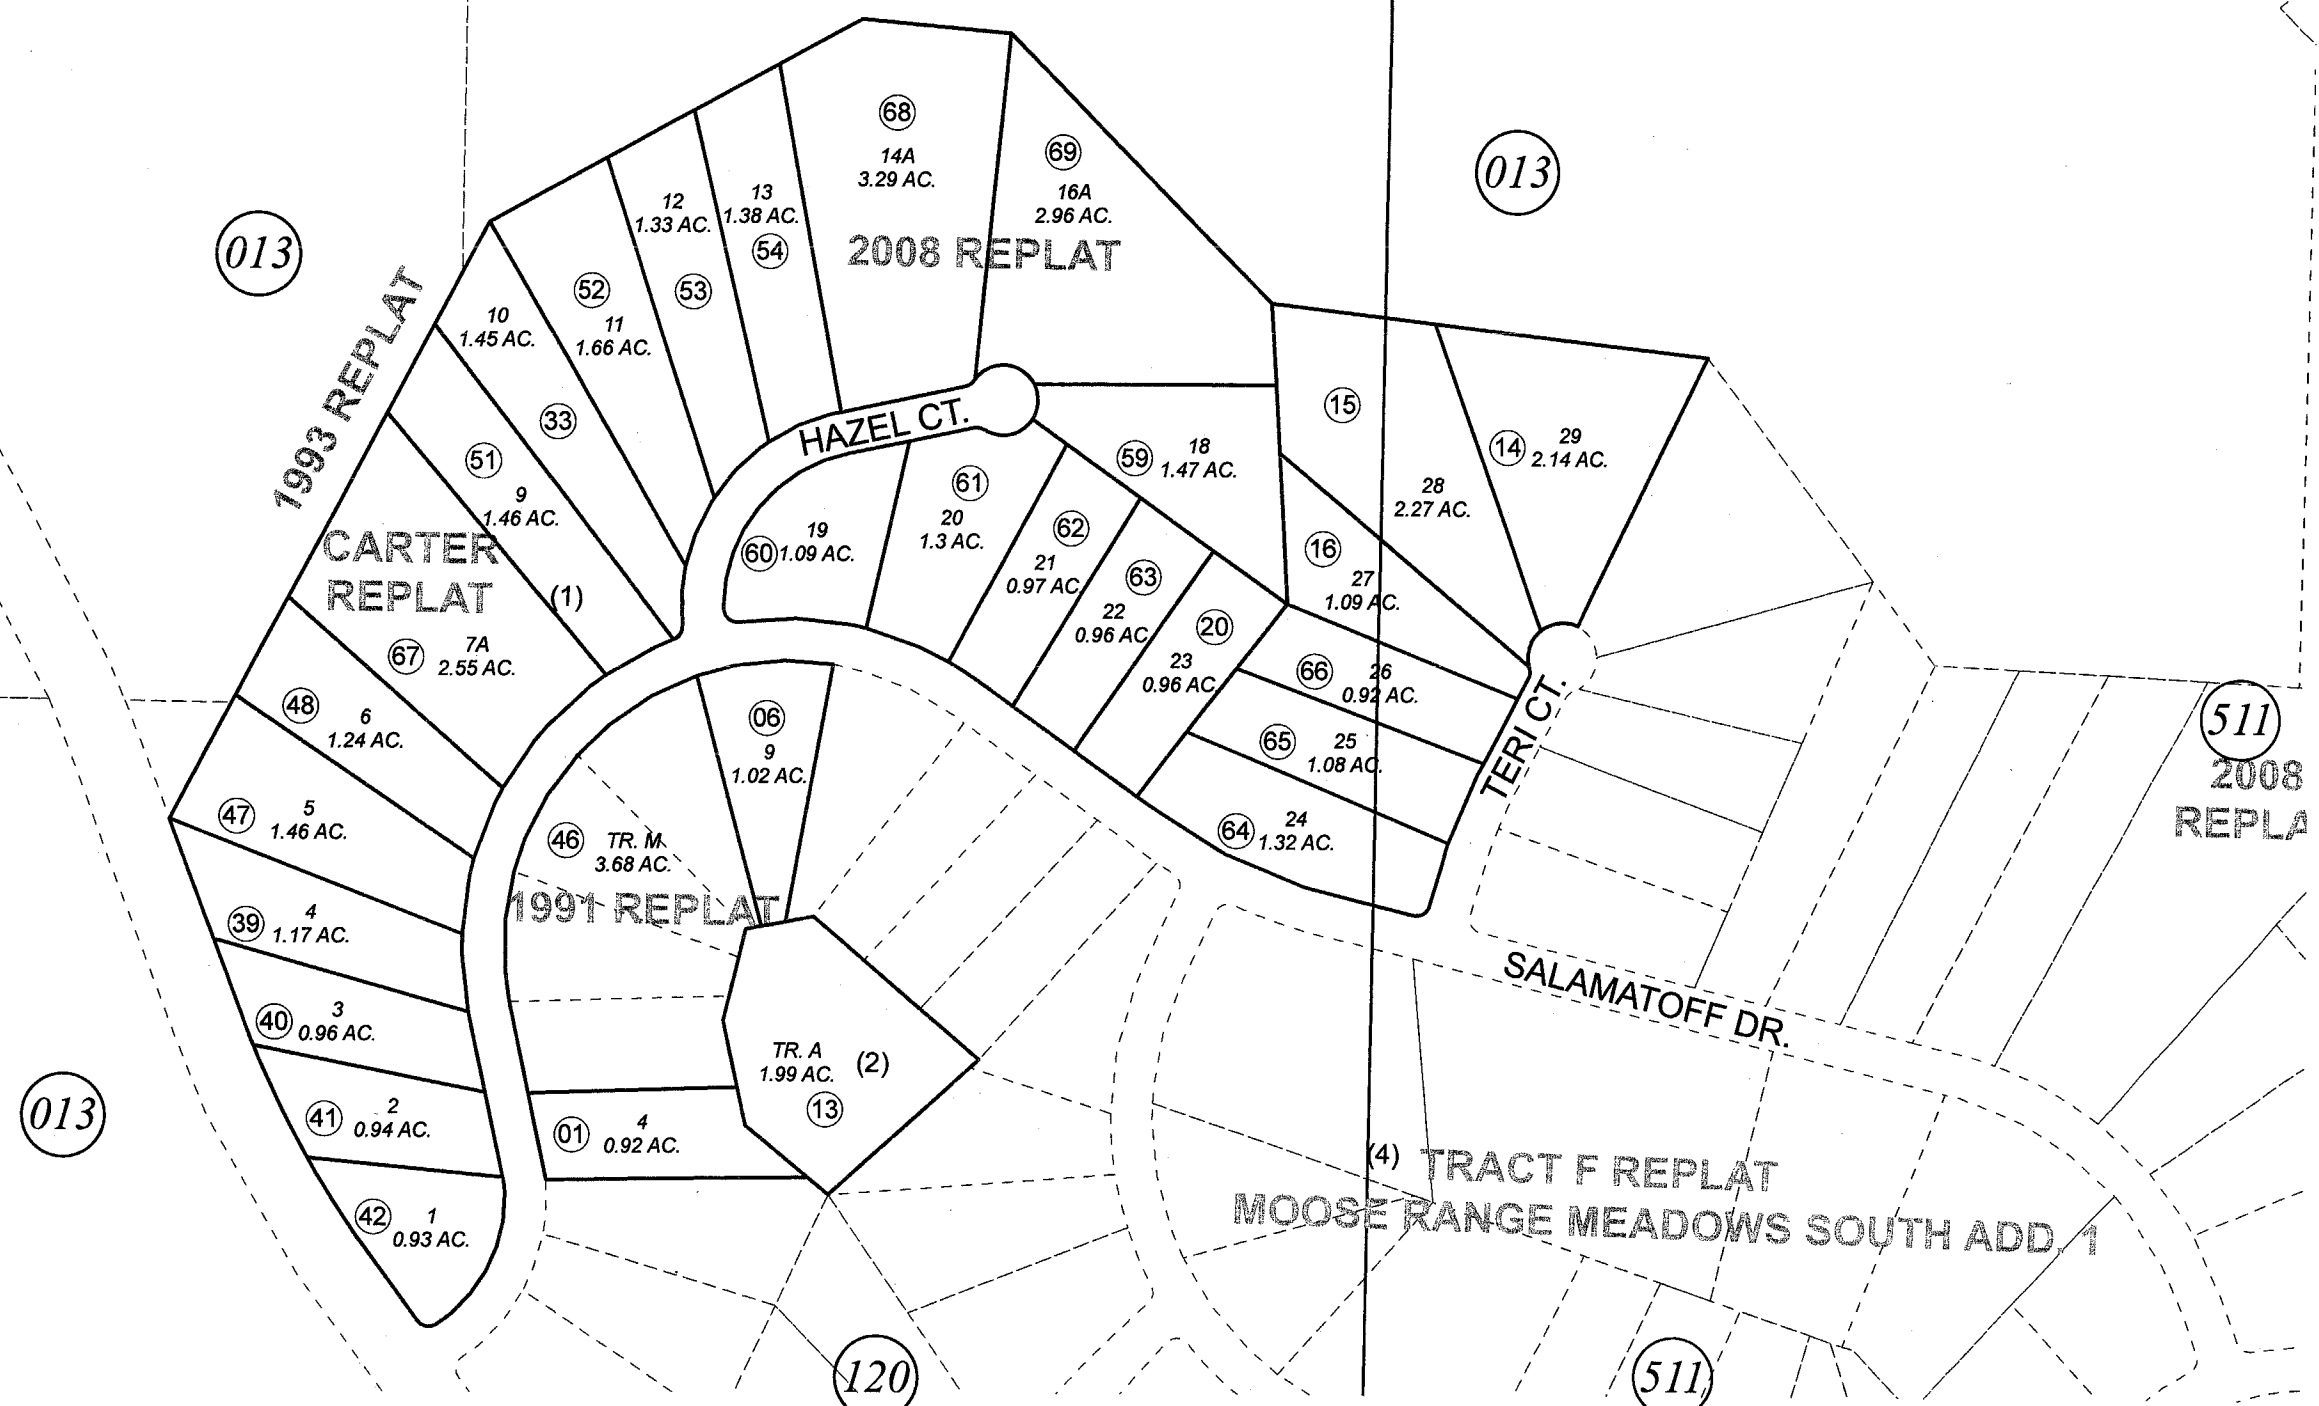 68
14A
3.29 AC.
69
16A
2.96 AC.
013
013
12
1.33 AC.
13
1.38 AC.
54
53
2008 REPLAT
52
11
1.66 AC.
10
1.45 AC.
33
1993 REPLAT
51
9
1.46 AC.
HAZEL CT.
15
28
2.27 AC.
14
29
2.14 AC.
59
18
1.47 AC.
61
20
1.3 AC.
60
19
1.09 AC.
62
21
0.97 AC.
63
22
0.96 AC.
20
23
0.96 AC.
16
27
1.09 AC.
66
26
0.92 AC.
65
25
1.08 AC.
64
24
1.32 AC.
TERI CT.
CARTER
REPLAT
(1)
67
7A
2.55 AC.
48
6
1.24 AC.
47
5
1.46 AC.
06
9
1.02 AC.
46
TR. M
3.68 AC.
1991 REPLAT
39
4
1.17 AC.
40
3
0.96 AC.
41
2
0.94 AC.
42
1
0.93 AC.
01
4
0.92 AC.
TR. A
1.99 AC.
(2)
13
013
SALAMATOFF DR.
511
2008
REPLA
(4)
TRACT F REPLAT
MOOSE RANGE MEADOWS SOUTH ADD. 1
120
511